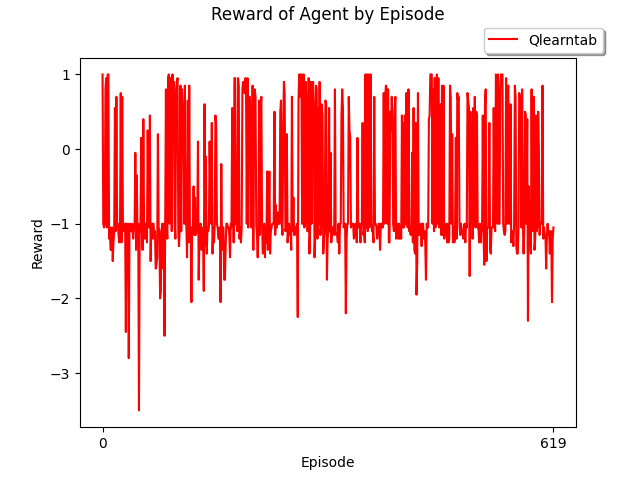 Reward of Agent by Episode
Qlearntab
1
0
−1
−2
−3
Reward
0
619
Episode